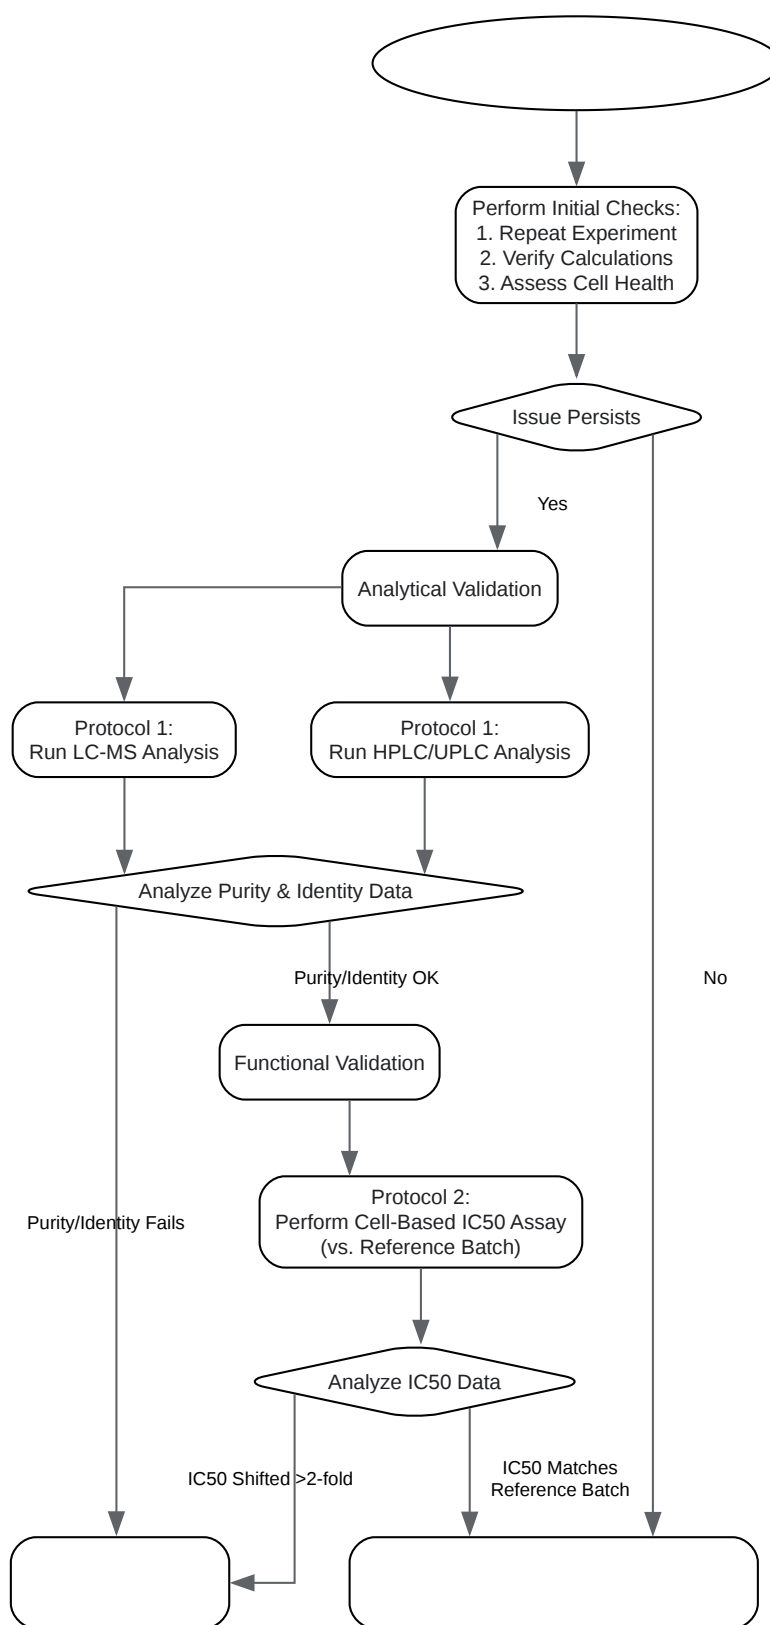 Perform Initial Checks:
1. Repeat Experiment
2. Verify Calculations
3. Assess Cell Health
Issue Persists
Yes
Analytical Validation
Protocol 1:
Run LC-MS Analysis
Protocol 1:
Run HPLC/UPLC Analysis
Analyze Purity & Identity Data
Purity/Identity OK
No
Functional Validation
Protocol 2:
Perform Cell-Based IC50 Assay
(vs. Reference Batch)
Purity/Identity Fails
Analyze IC50 Data
IC50 Shifted >2-fold
IC50 Matches
Reference Batch